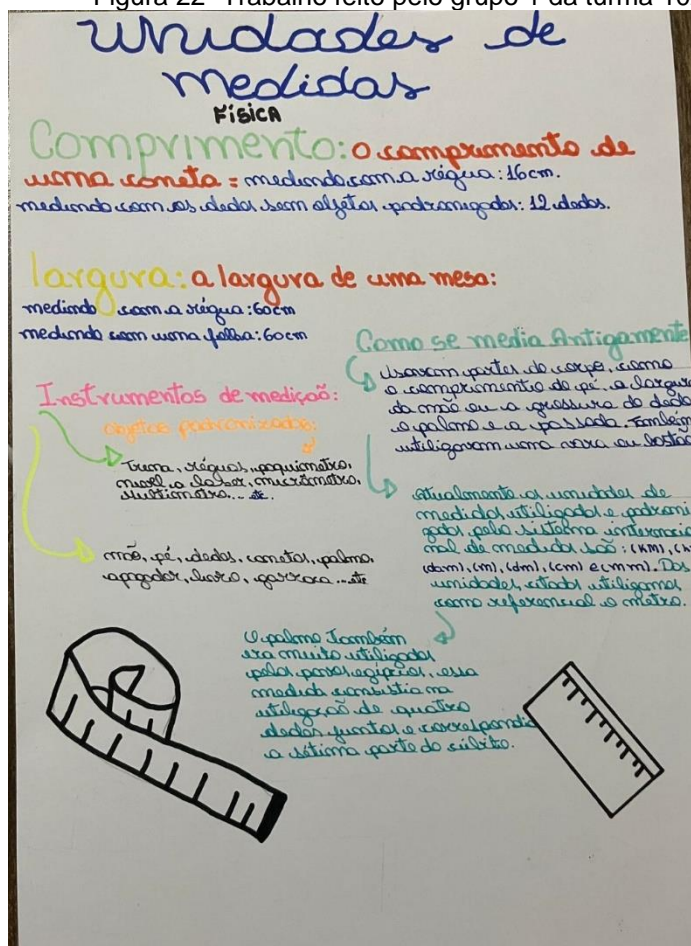 Figura 22- Trabalho feito pelo grupo 1 da turma 10
Unidades de
medidas
Física
Comprimento: o comprimento de
uma caneta = medindo com a régua: 16cm.
medindo com os dedos sem objetos padronizados: 12 dedos.
largura: a largura de uma mesa:
medindo com a régua: 60cm
medindo com uma folha: 60cm
Como se media Antigamente
Usavam partes do corpo, como
o comprimento do pé, a largura
da mão ou a grossura do dedo
o palmo e a passada. Também
utilizavam uma vara ou bastão
Instrumentos de medição:
objetos padronizados:
Trena, réguas, paquimetro,
nivel a laser, micrômetro,
Multimetro... etc.
mão, pé, dedos, canetas, palmo,
apagador, livro, garrafa... etc
atualmente as unidades de
medidas utilizadas e padroni
zadas pelo sistema internacio
nal de medidas são: (KM), (h
(dam), (m), (dm), (cm) e (mm). Das
unidades citadas utilizamos
como referencial o metro.
O palmo Também
era muito utilizados
pelos povos egípcios, essa
medida consistia na
utilização de quatro
dedos juntos e correspondia
a sétima parte do cúbito.